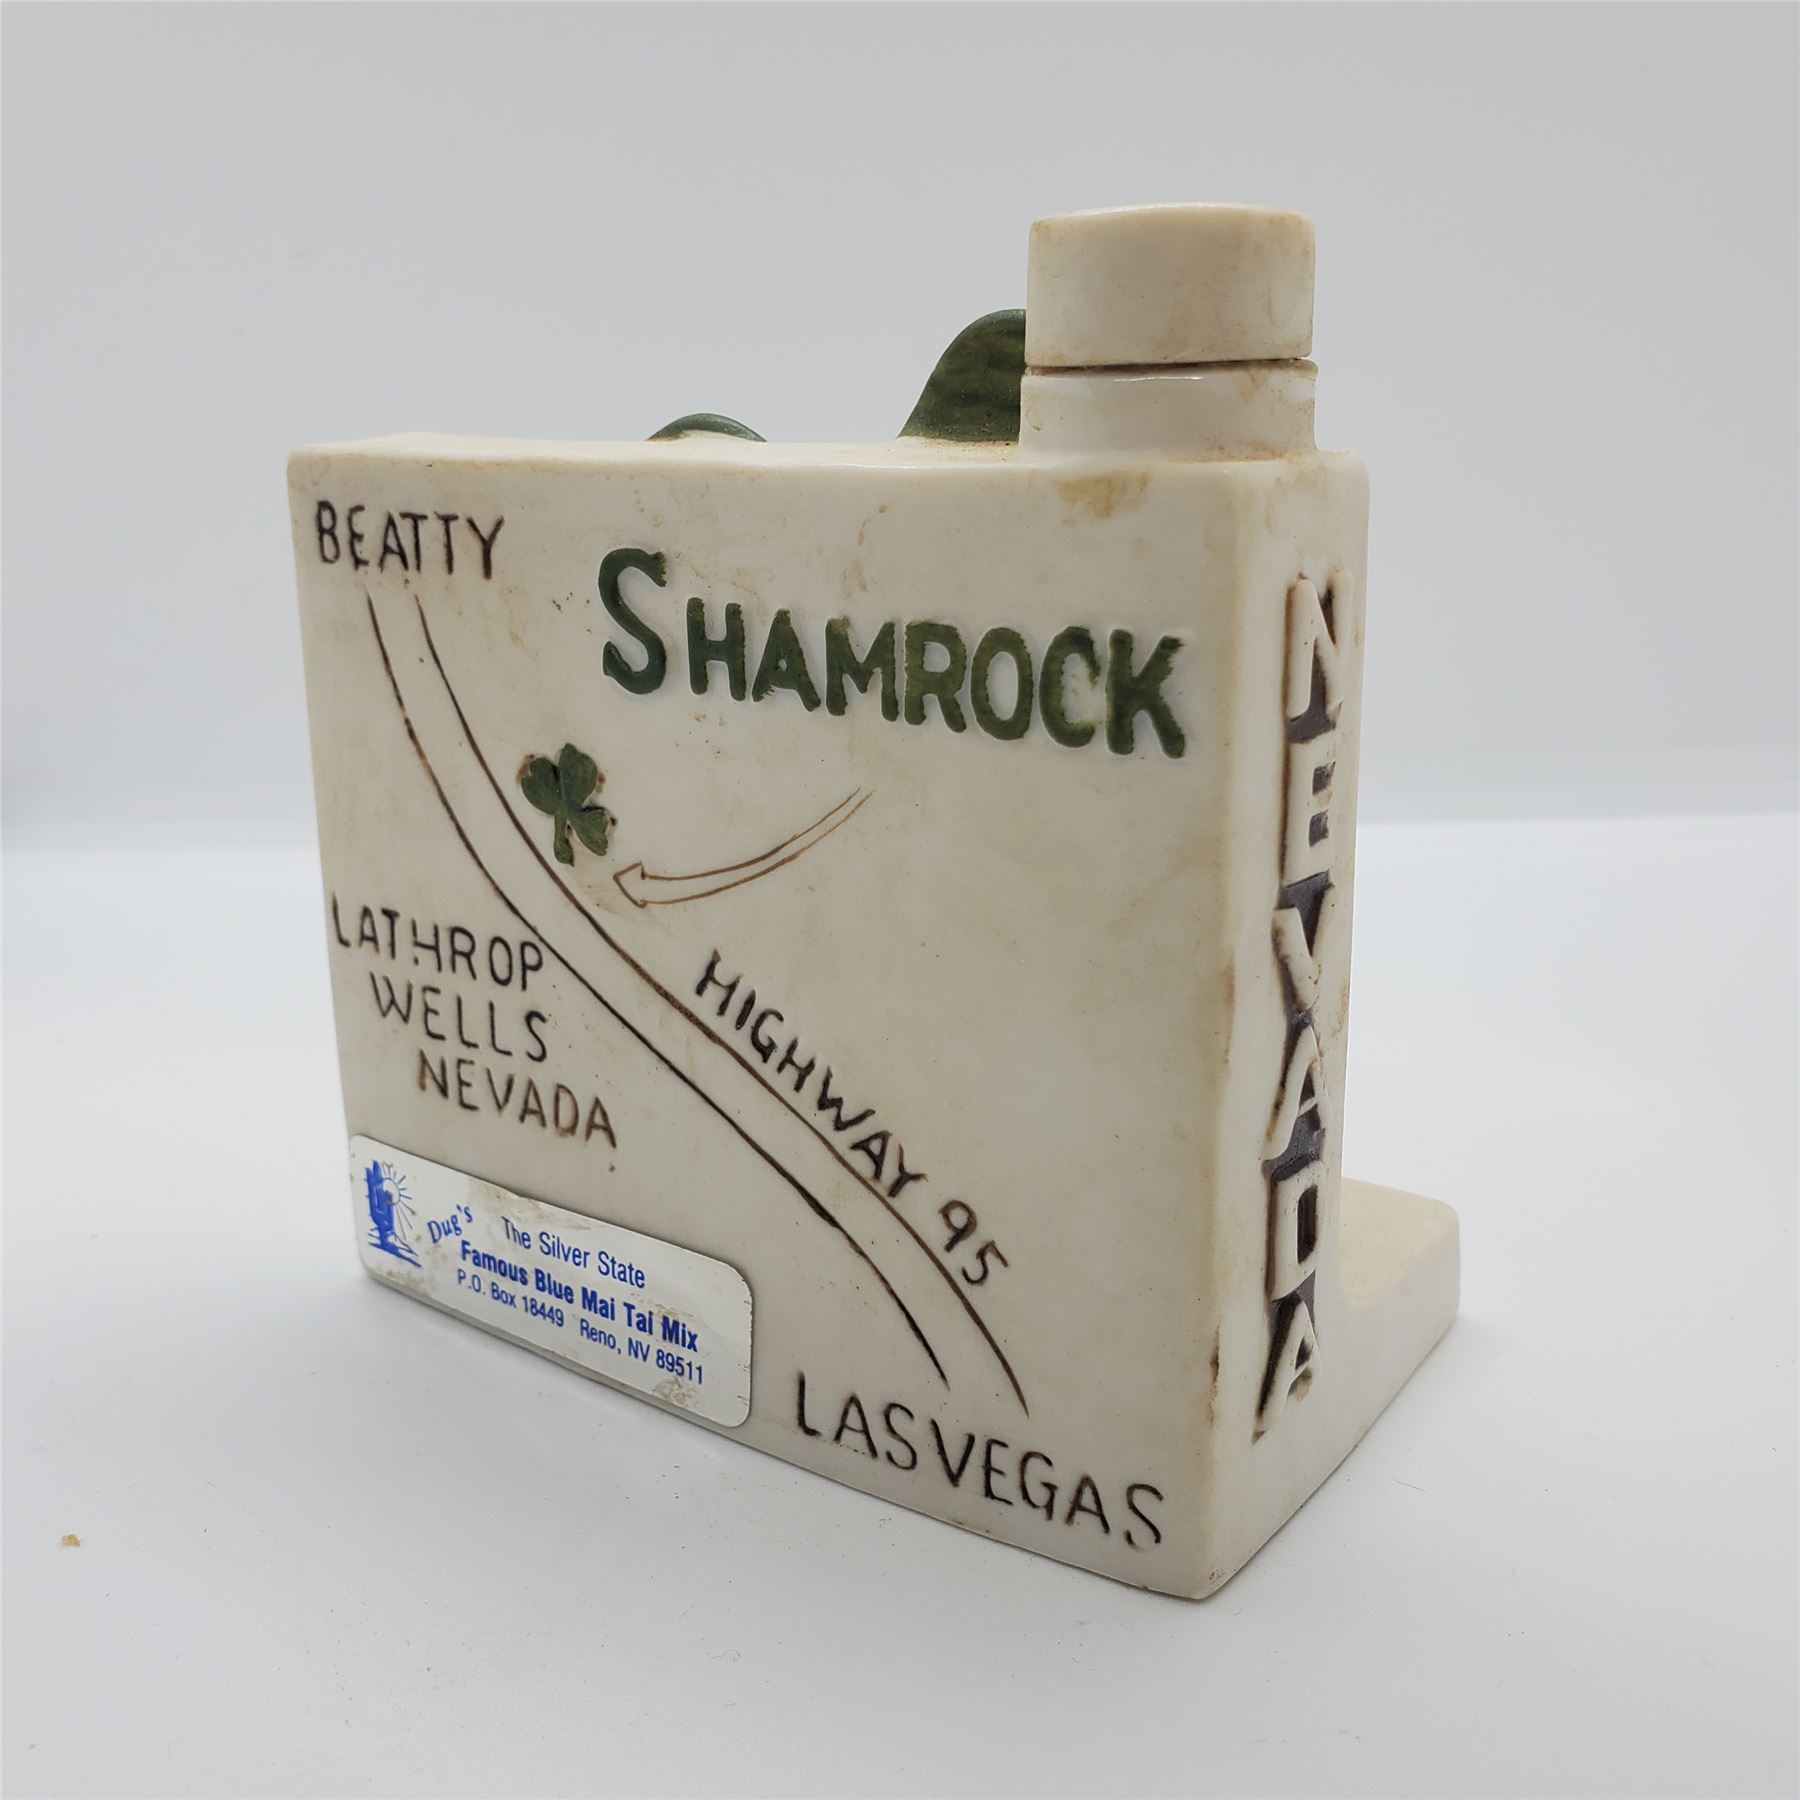 BEATTY
SHAMROCK
LATHROP
WELLS
NEVADA
HIGHWAY 95
LAS VEGAS
NEVADA
Dug's The Silver State
Famous Blue Mai Tai Mix
P.O. Box 18449 Reno, NV 89511